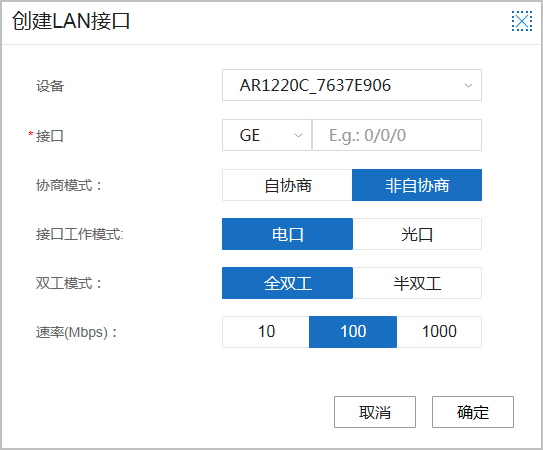 创建LAN接口
设备 AR1220C_7637E906
*接口 GE E.g.: 0/0/0
协商模式： 自协商 非自协商
接口工作模式: 电口 光口
双工模式： 全双工 半双工
速率(Mbps)： 10 100 1000
取消 确定